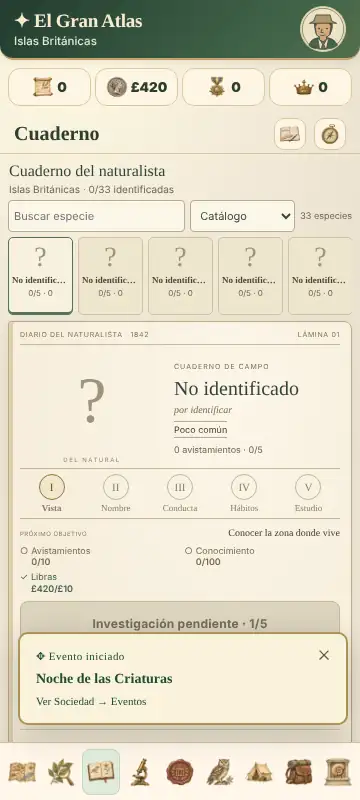 ✦ El Gran Atlas
Islas Británicas
0
£420
0
0
Cuaderno
Cuaderno del naturalista
Islas Británicas · 0/33 identificadas
Buscar especie
Catálogo
33 especies
?
?
?
?
?
No identific...
No identific...
No identific...
No identific...
No identific...
0/5 · 0
0/5 · 0
0/5 · 0
0/5 · 0
0/5 · 0
DIARIO DEL NATURALISTA 1842
LÁMINA 01
?
DEL NATURAL
CUADERNO DE CAMPO
No identificado
por identificar
Poco común
0 avistamientos · 0/5
I
II
III
IV
V
Vista
Nombre
Conducta
Hábitos
Estudio
PRÓXIMO OBJETIVO
Conocer la zona donde vive
○ Avistamientos
0/10
○ Conocimiento
0/100
✓ Libras
£420/£10
Investigación pendiente · 1/5
✥ Evento iniciado
×
Noche de las Criaturas
Ver Sociedad → Eventos